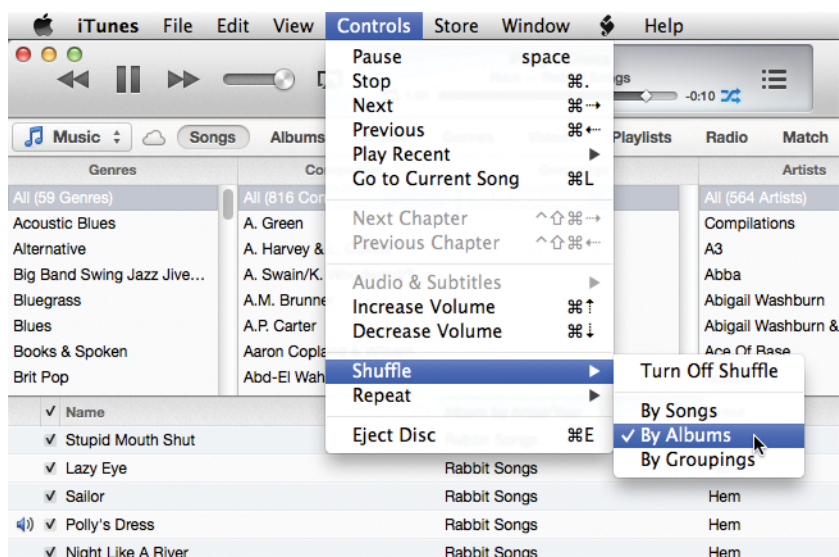 iTunes File Edit View Controls Store Window Help
Pause space
Stop ⌘.
Next ⌘→
Previous ⌘←
Play Recent ▶
Go to Current Song ⌘L
Next Chapter ^⇧⌘→
Previous Chapter ^⇧⌘←
Audio & Subtitles ▶
Increase Volume ⌘↑
Decrease Volume ⌘↓
Shuffle ▶
Repeat ▶
Eject Disc ⌘E
Turn Off Shuffle
By Songs
✓ By Albums
By Groupings
-0:10
Music Songs Albums Playlists Radio Match
Genres
All (59 Genres)
Acoustic Blues
Alternative
Big Band Swing Jazz Jive...
Bluegrass
Blues
Books & Spoken
Brit Pop
All (816
A. Green
A. Harvey &
A. Swain/K.
A.M. Brunne
A.P. Carter
Aaron Copla
Abd-El Wah
Artists
All (564 Artists)
Compilations
A3
Abba
Abigail Washburn
Abigail Washburn &
Ace Of Base
✓ Name
✓ Stupid Mouth Shut
✓ Lazy Eye Rabbit Songs
✓ Sailor Rabbit Songs Hem
✓ Polly's Dress Rabbit Songs Hem
✓ Night Like A River Rabbit Songs Hem